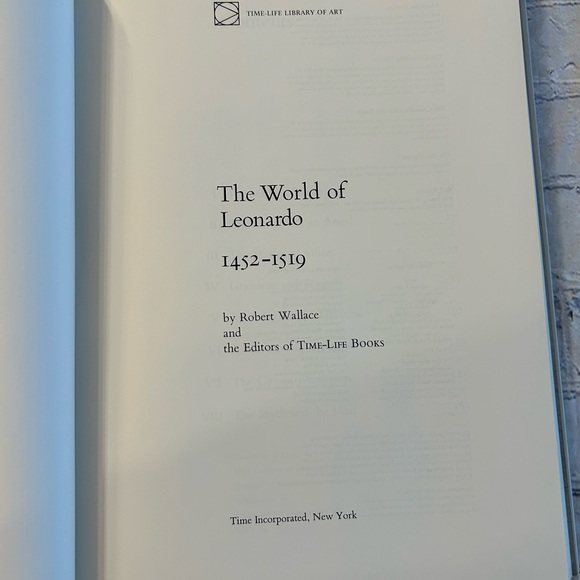 TIME-LIFE LIBRARY OF ART
The World of
Leonardo
1452–1519
by Robert Wallace
and
the Editors of TIME-LIFE BOOKS
Time Incorporated, New York